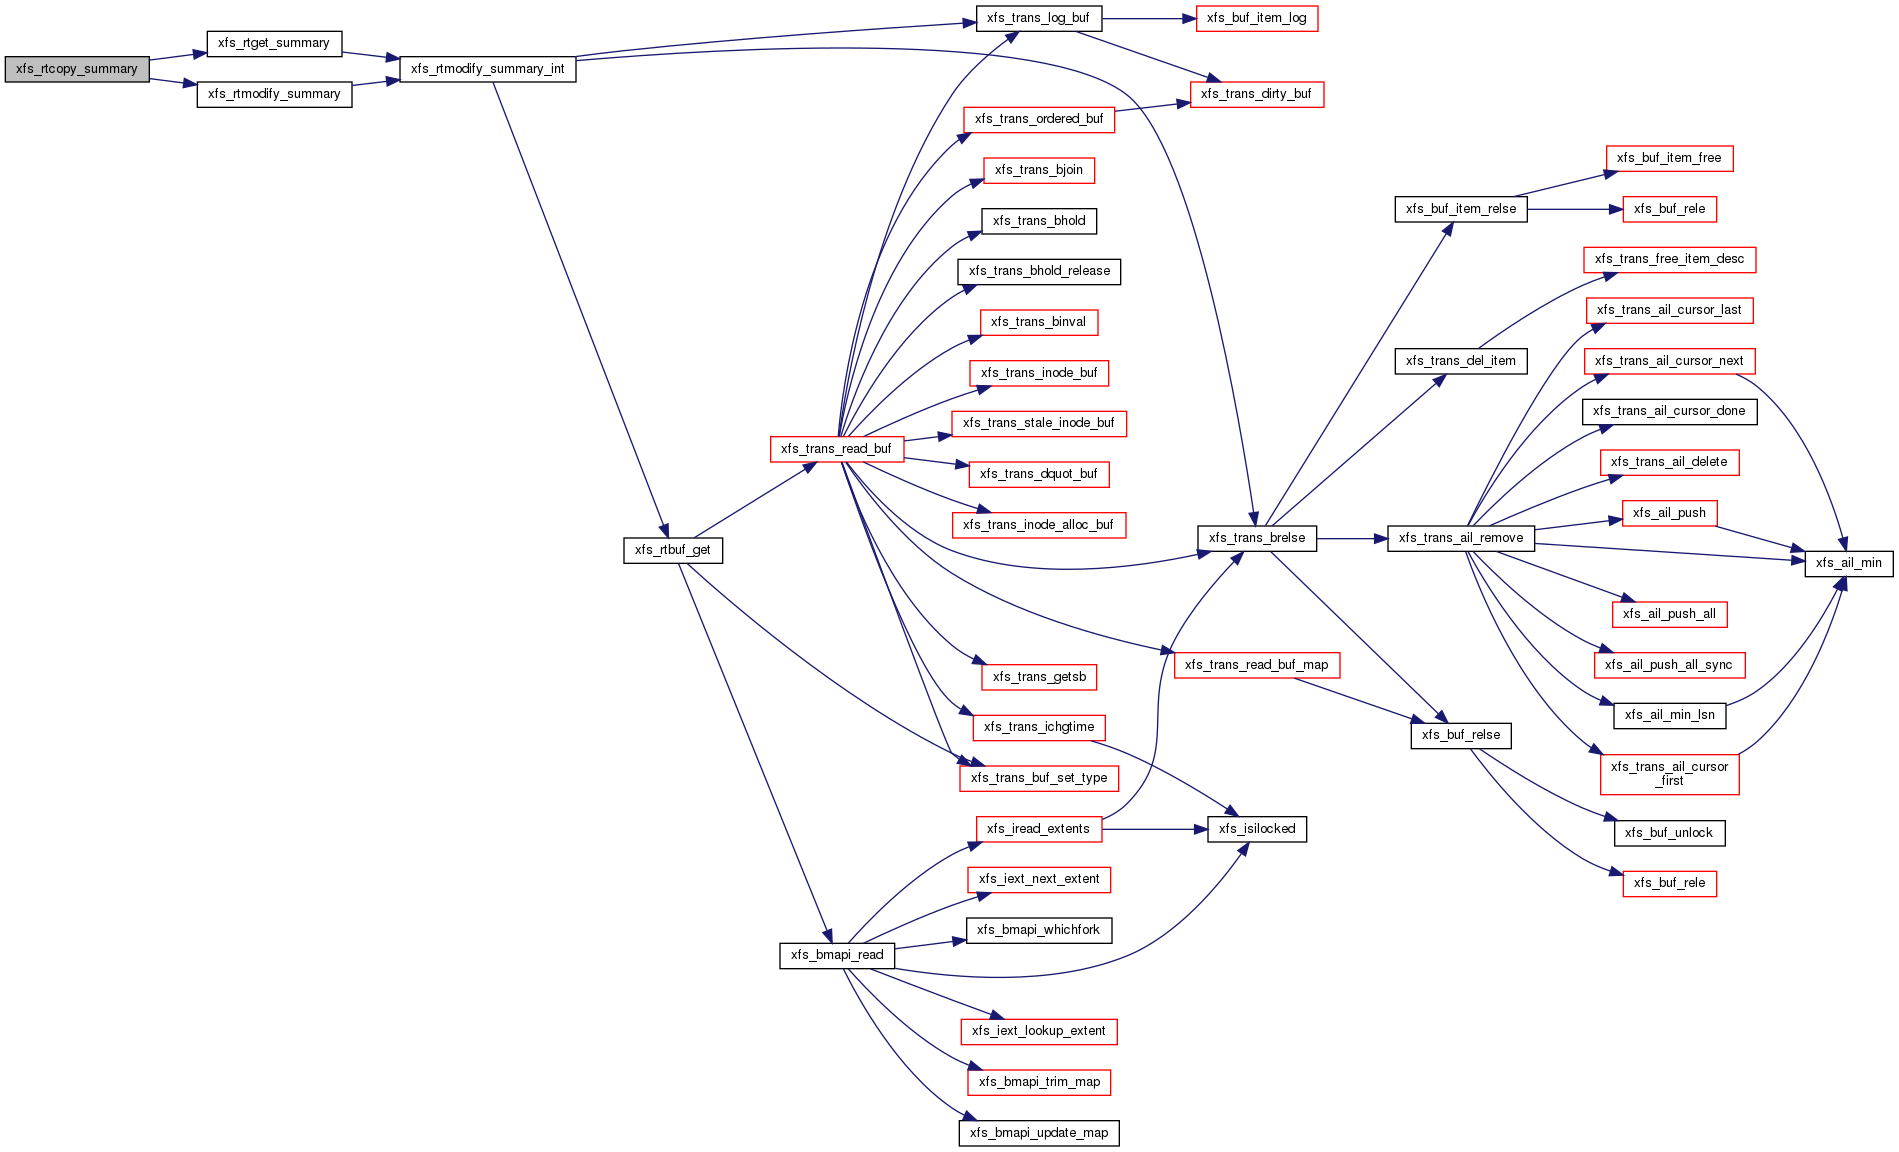 xfs_rtcopy_summary
xfs_rtget_summary
xfs_rtmodify_summary
xfs_rtmodify_summary_int
xfs_rtbuf_get
xfs_trans_read_buf
xfs_bmapi_read
xfs_trans_log_buf
xfs_trans_ordered_buf
xfs_trans_bjoin
xfs_trans_bhold
xfs_trans_bhold_release
xfs_trans_binval
xfs_trans_inode_buf
xfs_trans_stale_inode_buf
xfs_trans_dquot_buf
xfs_trans_inode_alloc_buf
xfs_trans_getsb
xfs_trans_ichgtime
xfs_trans_buf_set_type
xfs_iread_extents
xfs_iext_next_extent
xfs_bmapi_whichfork
xfs_iext_lookup_extent
xfs_bmapi_trim_map
xfs_bmapi_update_map
xfs_buf_item_log
xfs_trans_dirty_buf
xfs_trans_brelse
xfs_trans_read_buf_map
xfs_isilocked
xfs_buf_item_relse
xfs_trans_del_item
xfs_trans_ail_remove
xfs_buf_relse
xfs_buf_item_free
xfs_buf_rele
xfs_trans_free_item_desc
xfs_trans_ail_cursor_last
xfs_trans_ail_cursor_next
xfs_trans_ail_cursor_done
xfs_trans_ail_delete
xfs_ail_push
xfs_ail_push_all
xfs_ail_push_all_sync
xfs_ail_min_lsn
xfs_trans_ail_cursor
_first
xfs_buf_unlock
xfs_buf_rele
xfs_ail_min